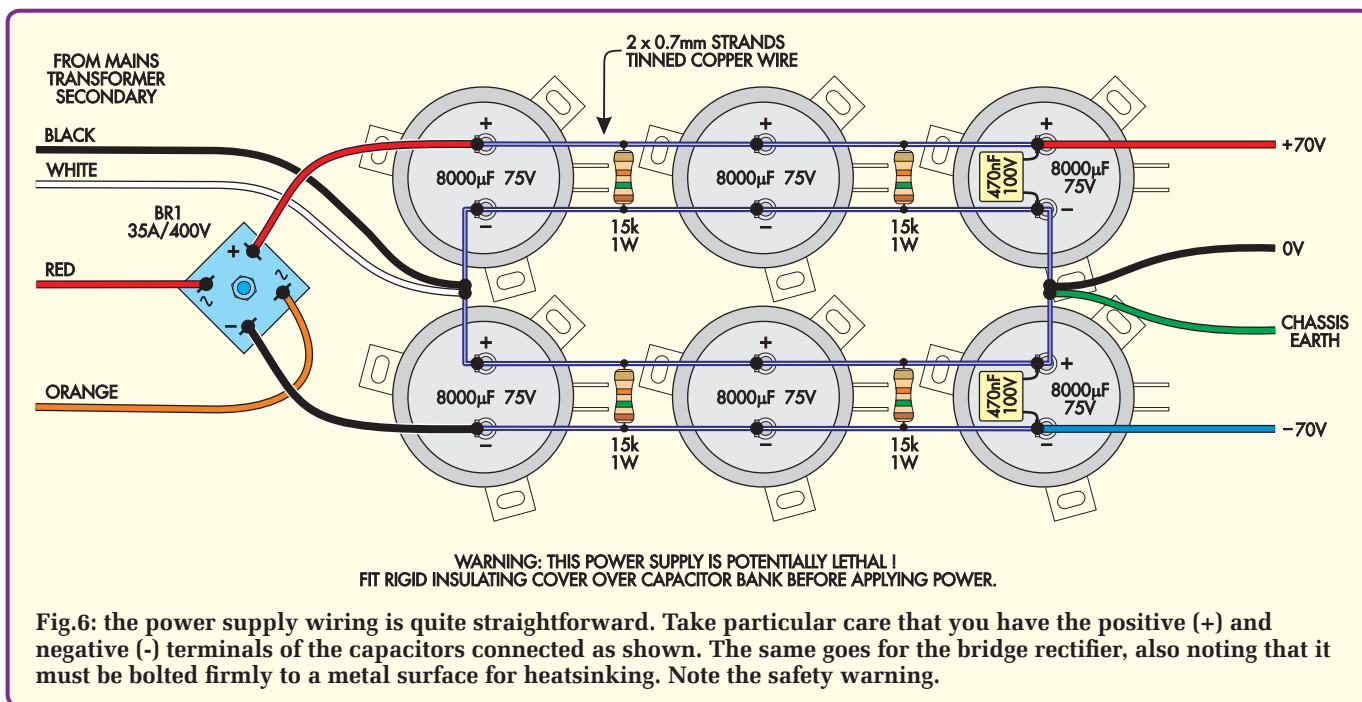 FROM MAINS
TRANSFORMER
SECONDARY
2 x 0.7mm STRANDS
TINNED COPPER WIRE
BLACK
WHITE
BR1
35A/400V
RED
ORANGE
+
~
~
–
+
8000µF 75V
–
+
8000µF 75V
–
+
8000µF
75V
–
470nF
100V
15k
1W
15k
1W
+70V
0V
CHASSIS
EARTH
+
8000µF 75V
–
+
8000µF 75V
–
+
8000µF
75V
–
470nF
100V
15k
1W
15k
1W
–70V
WARNING: THIS POWER SUPPLY IS POTENTIALLY LETHAL !
FIT RIGID INSULATING COVER OVER CAPACITOR BANK BEFORE APPLYING POWER.
Fig.6: the power supply wiring is quite straightforward. Take particular care that you have the positive (+) and
negative (-) terminals of the capacitors connected as shown. The same goes for the bridge rectifier, also noting that it
must be bolted firmly to a metal surface for heatsinking. Note the safety warning.